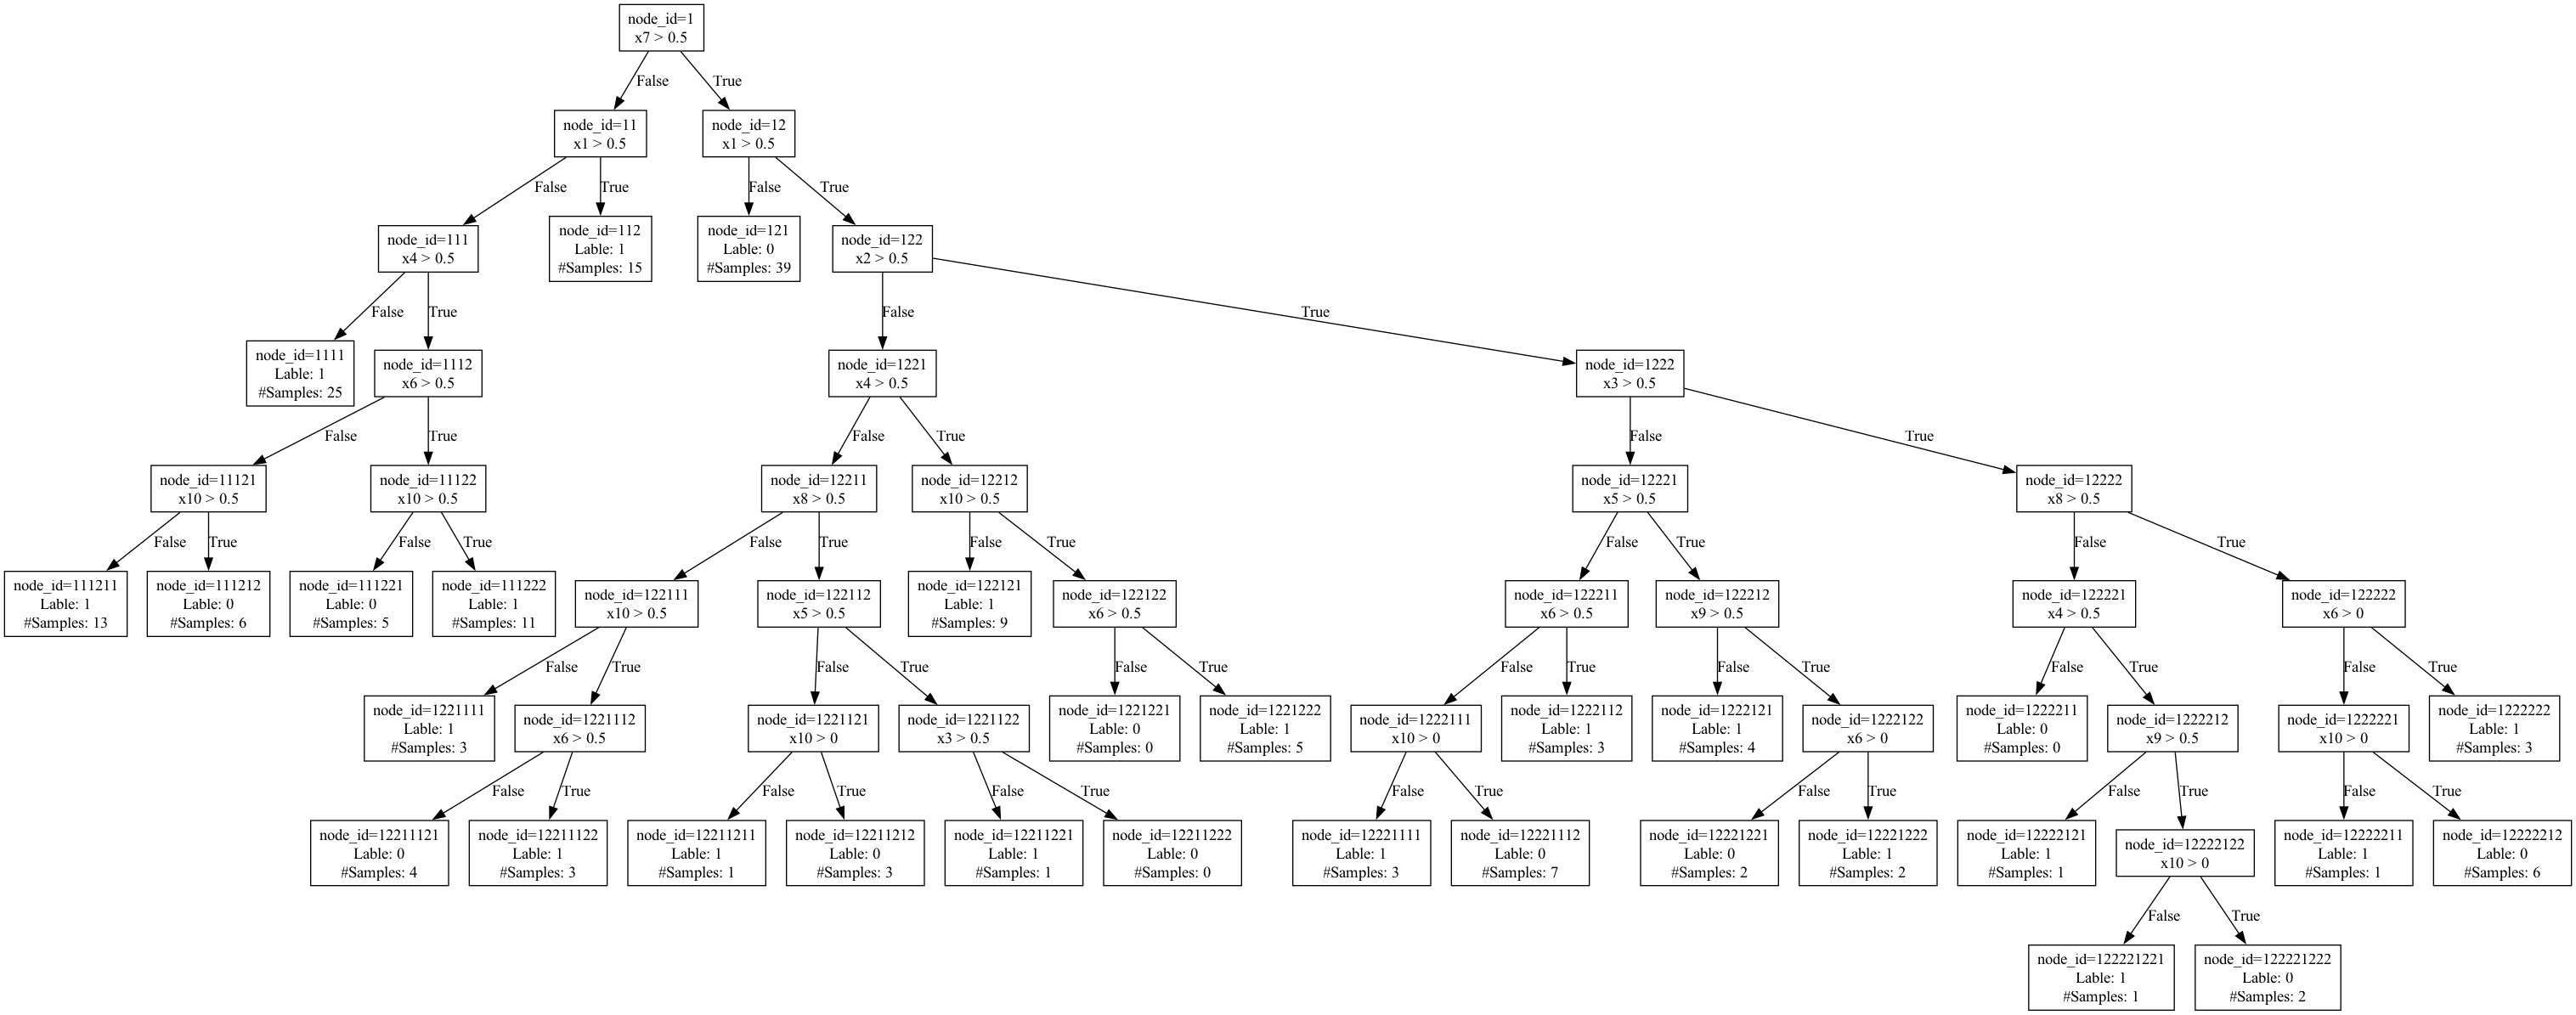 node_id=1
x7 > 0.5
False
True
node_id=11
x1 > 0.5
node_id=12
x1 > 0.5
False
True
False
True
node_id=111
x4 > 0.5
node_id=112
Lable: 1
#Samples: 15
node_id=121
Lable: 0
#Samples: 39
node_id=122
x2 > 0.5
False
True
False
True
node_id=1111
Lable: 1
#Samples: 25
node_id=1112
x6 > 0.5
node_id=1221
x4 > 0.5
node_id=1222
x3 > 0.5
False
True
False
True
False
True
node_id=11121
x10 > 0.5
node_id=11122
x10 > 0.5
node_id=12211
x8 > 0.5
node_id=12212
x10 > 0.5
node_id=12221
x5 > 0.5
node_id=12222
x8 > 0.5
False
True
False
True
False
True
False
True
False
True
False
True
node_id=111211
Lable: 1
#Samples: 13
node_id=111212
Lable: 0
#Samples: 6
node_id=111221
Lable: 0
#Samples: 5
node_id=111222
Lable: 1
#Samples: 11
node_id=122111
x10 > 0.5
node_id=122112
x5 > 0.5
node_id=122121
Lable: 1
#Samples: 9
node_id=122122
x6 > 0.5
node_id=122211
x6 > 0.5
node_id=122212
x9 > 0.5
node_id=122221
x4 > 0.5
node_id=122222
x6 > 0
False
True
False
True
False
True
False
True
False
True
False
True
False
True
node_id=1221111
Lable: 1
#Samples: 3
node_id=1221112
x6 > 0.5
node_id=1221121
x10 > 0
node_id=1221122
x3 > 0.5
node_id=1221221
Lable: 0
#Samples: 0
node_id=1221222
Lable: 1
#Samples: 5
node_id=1222111
x10 > 0
node_id=1222112
Lable: 1
#Samples: 3
node_id=1222121
Lable: 1
#Samples: 4
node_id=1222122
x6 > 0
node_id=1222211
Lable: 0
#Samples: 0
node_id=1222212
x9 > 0.5
node_id=1222221
x10 > 0
node_id=1222222
Lable: 1
#Samples: 3
False
True
False
True
False
True
False
True
False
True
False
True
False
True
node_id=12211121
Lable: 0
#Samples: 4
node_id=12211122
Lable: 1
#Samples: 3
node_id=12211211
Lable: 1
#Samples: 1
node_id=12211212
Lable: 0
#Samples: 3
node_id=12211221
Lable: 1
#Samples: 1
node_id=12211222
Lable: 0
#Samples: 0
node_id=12221111
Lable: 1
#Samples: 3
node_id=12221112
Lable: 0
#Samples: 7
node_id=12221221
Lable: 0
#Samples: 2
node_id=12221222
Lable: 1
#Samples: 2
node_id=12222121
Lable: 1
#Samples: 1
node_id=12222122
x10 > 0
node_id=12222211
Lable: 1
#Samples: 1
node_id=12222212
Lable: 0
#Samples: 6
False
True
node_id=122221221
Lable: 1
#Samples: 1
node_id=122221222
Lable: 0
#Samples: 2